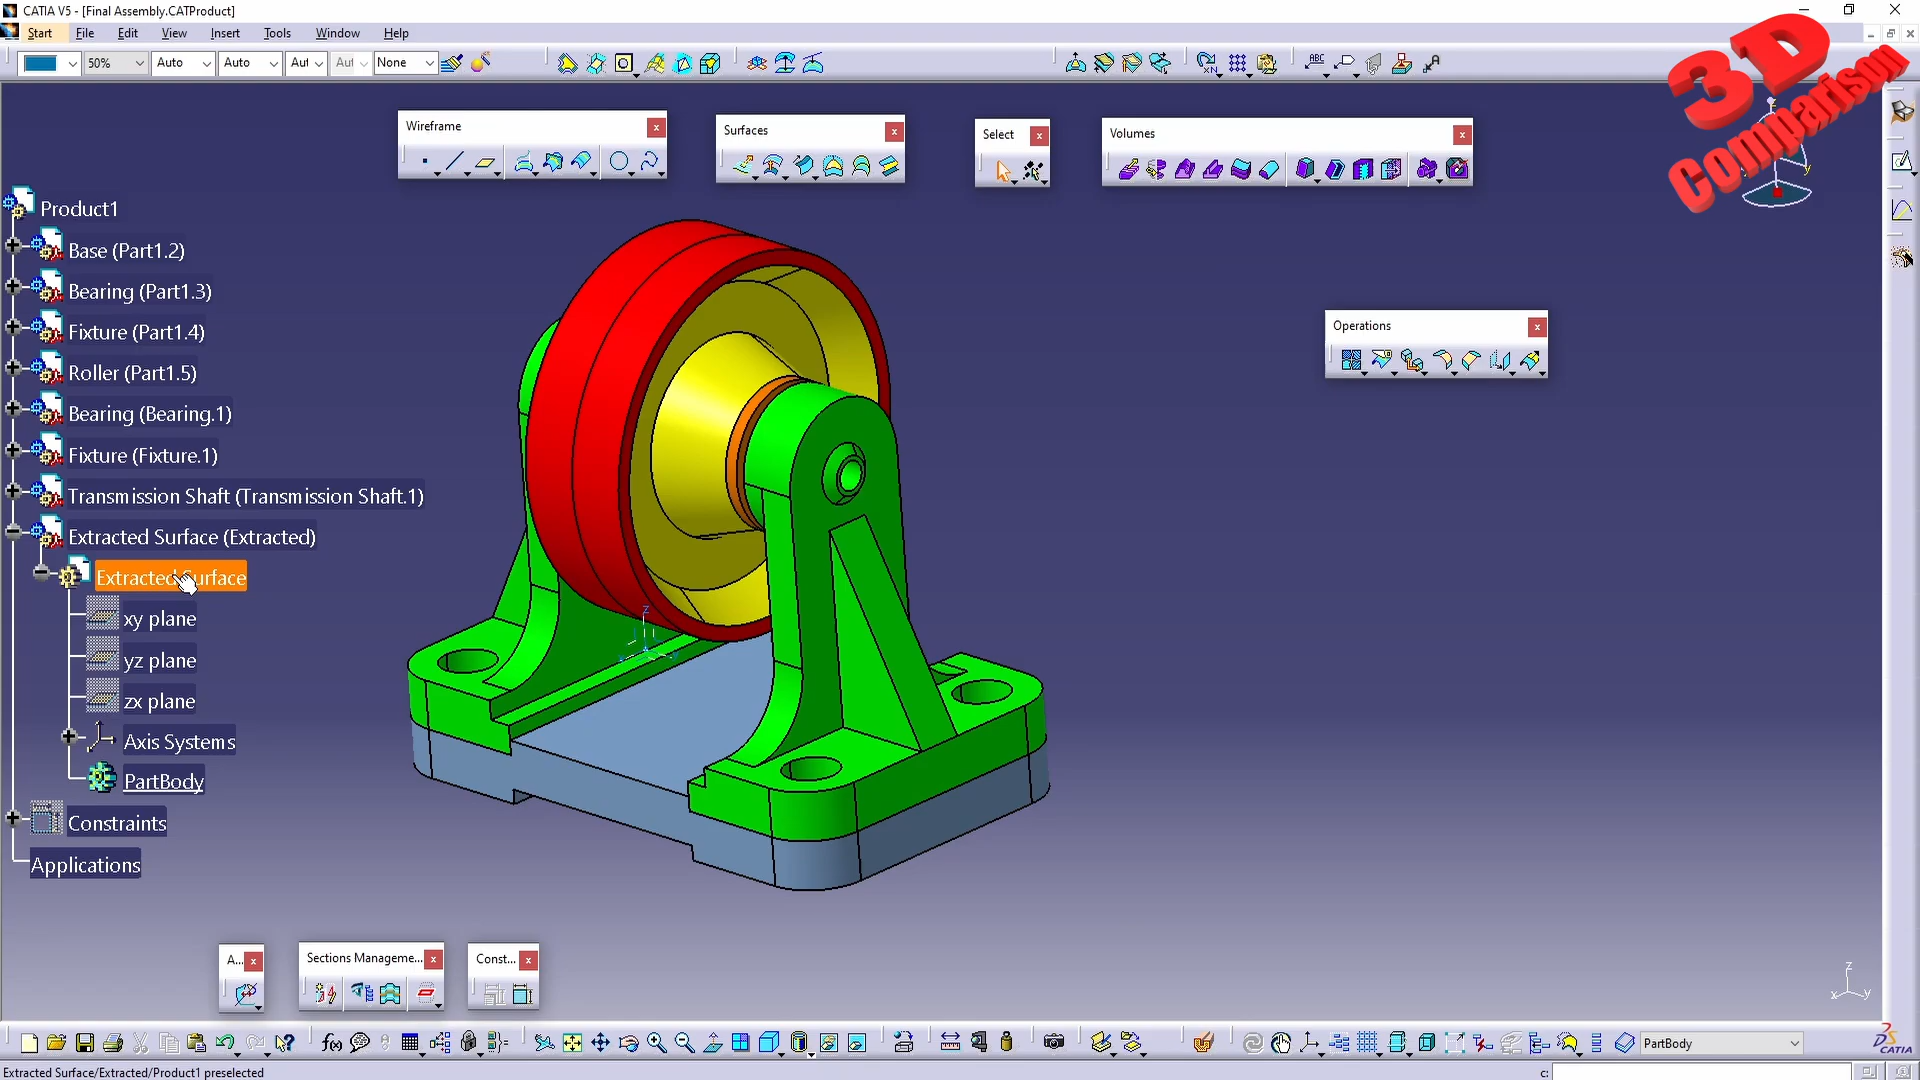 CATIA V5 - [Final Assembly.CATProduct]
Start File Edit View Insert Tools Window Help
50% Auto Auto Aut Aut None
ABC
3D
Comparison
Wireframe
Surfaces
Select
Volumes
Operations
Product1
Base (Part1.2)
Bearing (Part1.3)
Fixture (Part1.4)
Roller (Part1.5)
Bearing (Bearing.1)
Fixture (Fixture.1)
Transmission Shaft (Transmission Shaft.1)
Extracted Surface (Extracted)
Extracted Surface
xy plane
yz plane
zx plane
Axis Systems
PartBody
Constraints
Applications
z
y
A...
Sections Manageme...
Const...
z
x y
f(x)
PartBody
CATIA
Extracted Surface/Extracted/Product1 preselected
c: